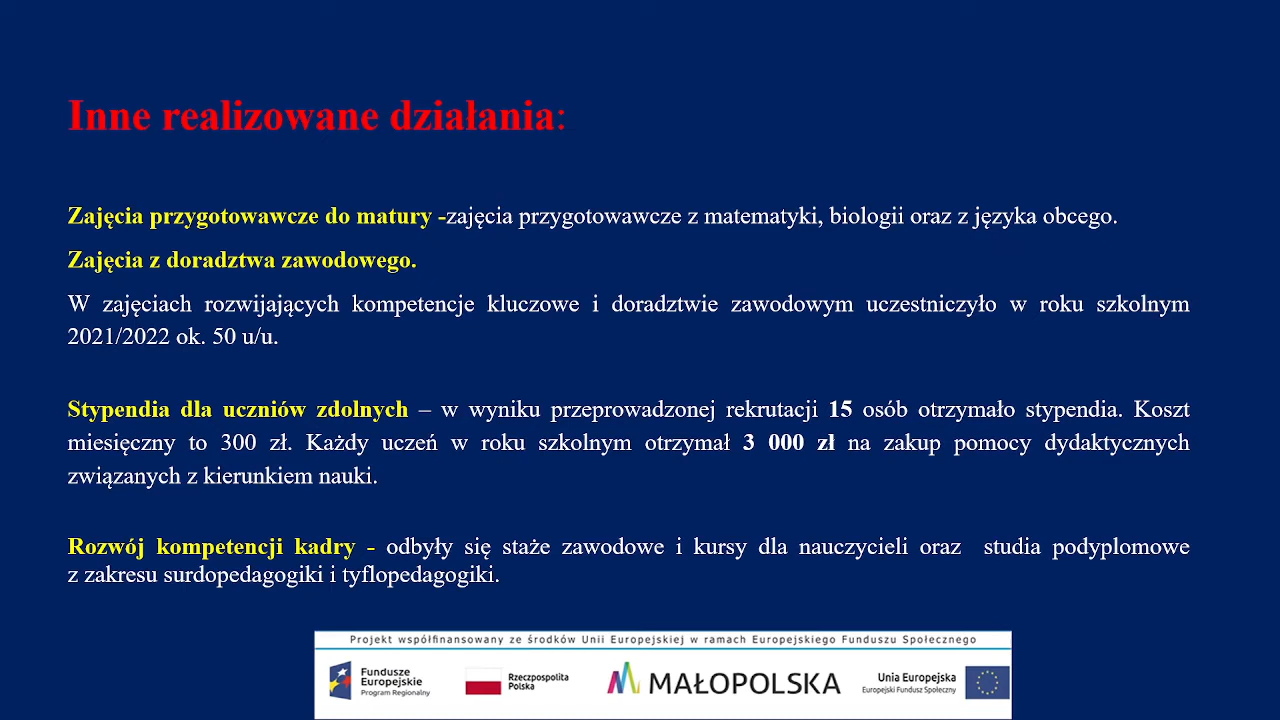 Inne realizowane działania:
Zajęcia przygotowawcze do matury -zajęcia przygotowawcze z matematyki, biologii oraz z języka obcego.
Zajęcia z doradztwa zawodowego.
W zajęciach rozwijających kompetencje kluczowe i doradztwie zawodowym uczestniczyło w roku szkolnym
2021/2022 ok. 50 u/u.
Stypendia dla uczniów zdolnych – w wyniku przeprowadzonej rekrutacji 15 osób otrzymało stypendia. Koszt
miesięczny to 300 zł. Każdy uczeń w roku szkolnym otrzymał 3 000 zł na zakup pomocy dydaktycznych
związanych z kierunkiem nauki.
Rozwój kompetencji kadry - odbyły się staże zawodowe i kursy dla nauczycieli oraz studia podyplomowe
z zakresu surdopedagogiki i tyflopedagogiki.
Projekt współfinansowany ze środków Unii Europejskiej w ramach Europejskiego Funduszu Społecznego
Fundusze
Europejskie
Program Regionalny
Rzeczpospolita
Polska
MAŁOPOLSKA
Unia Europejska
Europejski Fundusz Społeczny